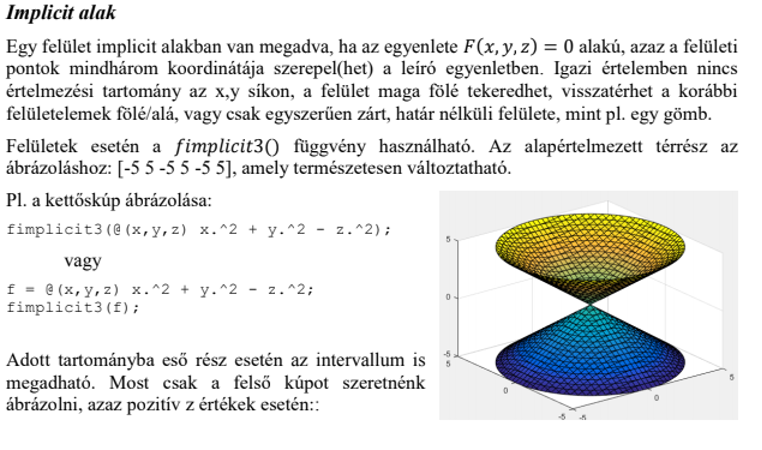 Implicit alak
Egy felület implicit alakban van megadva, ha az egyenlete F(x, y, z) = 0 alakú, azaz a felületi
pontok mindhárom koordinátája szerepel(het) a leíró egyenletben. Igazi értelemben nincs
értelmezési tartomány az x,y síkon, a felület maga fölé tekeredhet, visszatérhet a korábbi
felületelemek fölé/alá, vagy csak egyszerűen zárt, határ nélküli felülete, mint pl. egy gömb.
Felületek esetén a fimplicit3() függvény használható. Az alapértelmezett térrész az
ábrázoláshoz: [-5 5 -5 5 -5 5], amely természetesen változtatható.
Pl. a kettőskúp ábrázolása:
fimplicit3(@(x,y,z) x.^2 + y.^2 - z.^2);
vagy
f = @(x,y,z) x.^2 + y.^2 - z.^2;
fimplicit3(f);
Adott tartományba eső rész esetén az intervallum is
megadható. Most csak a felső kúpot szeretnénk
ábrázolni, azaz pozitív z értékek esetén::
5
0
-5
5
0
-5
-5
0
5